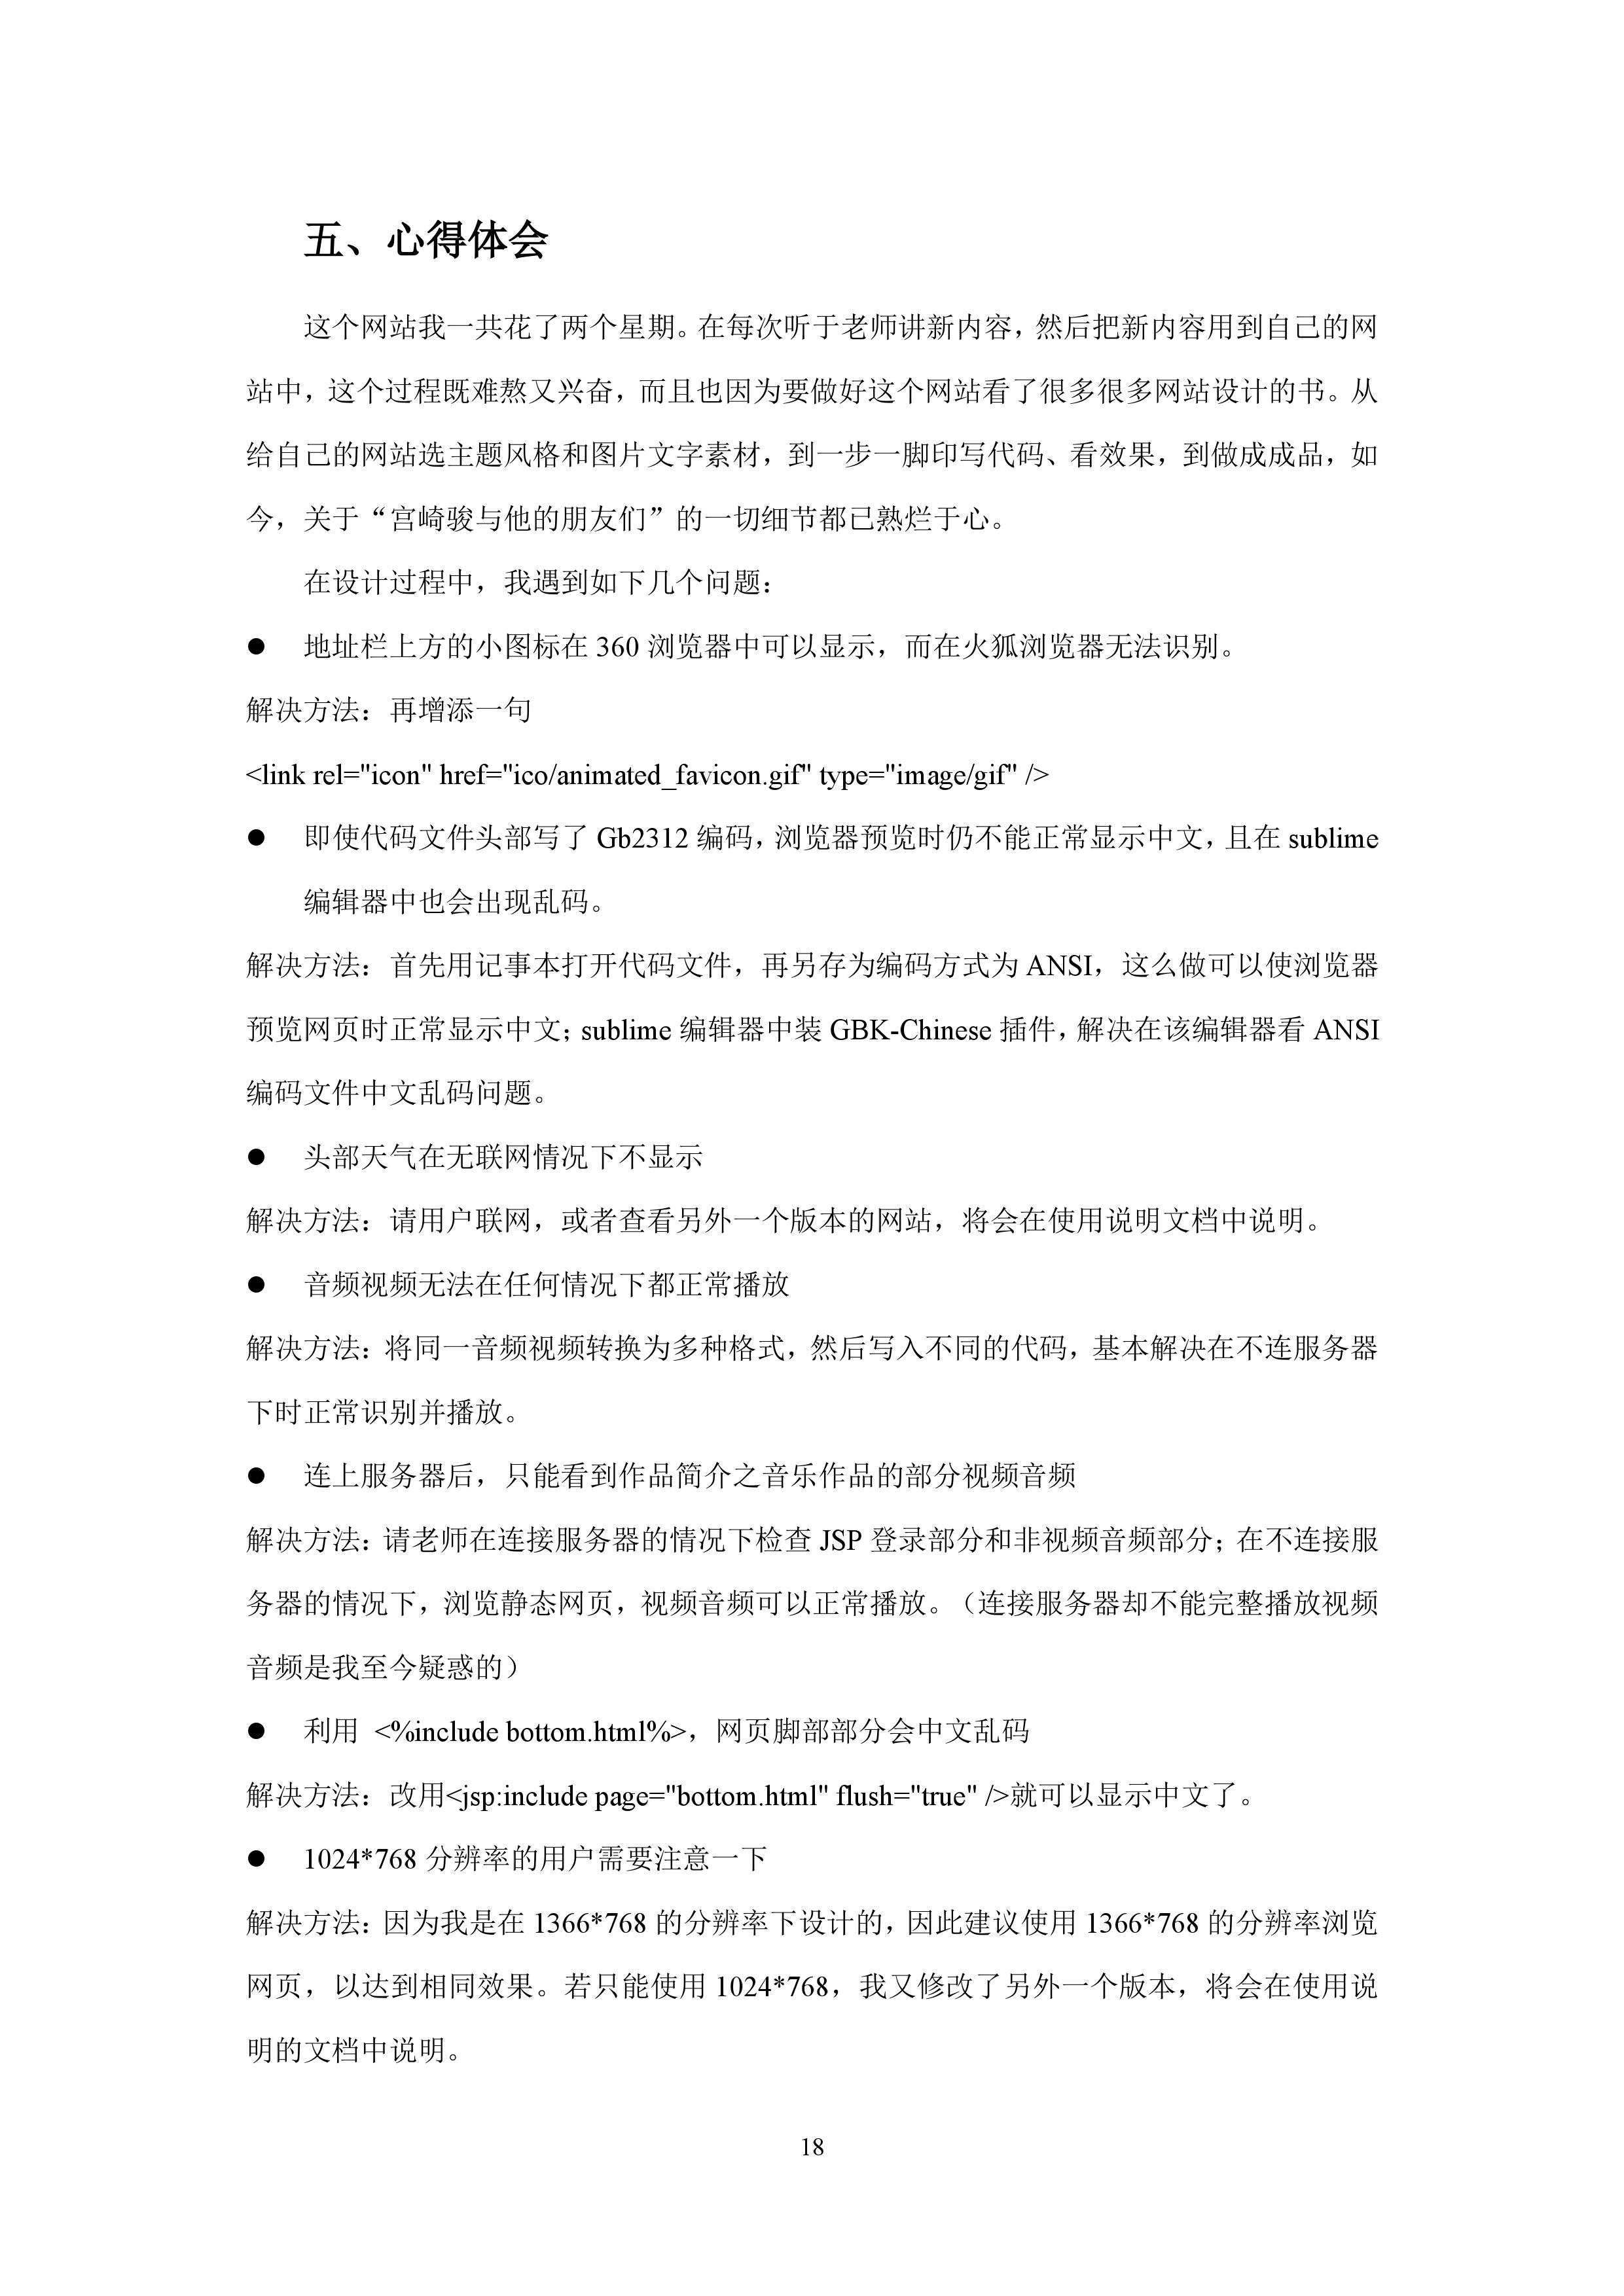 五、心得体会
这个网站我一共花了两个星期。在每次听于老师讲新内容，然后把新内容用到自己的网
站中，这个过程既难熬又兴奋，而且也因为要做好这个网站看了很多很多网站设计的书。从
给自己的网站选主题风格和图片文字素材，到一步一脚印写代码、看效果，到做成成品，如
今，关于“宫崎骏与他的朋友们”的一切细节都已熟烂于心。
在设计过程中，我遇到如下几个问题：
● 地址栏上方的小图标在 360 浏览器中可以显示，而在火狐浏览器无法识别。
解决方法：再增添一句
<link rel="icon" href="ico/animated_favicon.gif" type="image/gif" />
● 即使代码文件头部写了 Gb2312 编码，浏览器预览时仍不能正常显示中文，且在 sublime
编辑器中也会出现乱码。
解决方法：首先用记事本打开代码文件，再另存为编码方式为 ANSI，这么做可以使浏览器
预览网页时正常显示中文；sublime 编辑器中装 GBK-Chinese 插件，解决在该编辑器看 ANSI
编码文件中文乱码问题。
● 头部天气在无联网情况下不显示
解决方法：请用户联网，或者查看另外一个版本的网站，将会在使用说明文档中说明。
● 音频视频无法在任何情况下都正常播放
解决方法：将同一音频视频转换为多种格式，然后写入不同的代码，基本解决在不连服务器
下时正常识别并播放。
● 连上服务器后，只能看到作品简介之音乐作品的部分视频音频
解决方法：请老师在连接服务器的情况下检查 JSP 登录部分和非视频音频部分；在不连接服
务器的情况下，浏览静态网页，视频音频可以正常播放。（连接服务器却不能完整播放视频
音频是我至今疑惑的）
● 利用 <%include bottom.html%>，网页脚部部分会中文乱码
解决方法：改用<jsp:include page="bottom.html" flush="true" />就可以显示中文了。
● 1024*768 分辨率的用户需要注意一下
解决方法：因为我是在 1366*768 的分辨率下设计的，因此建议使用 1366*768 的分辨率浏览
网页，以达到相同效果。若只能使用 1024*768，我又修改了另外一个版本，将会在使用说
明的文档中说明。
18